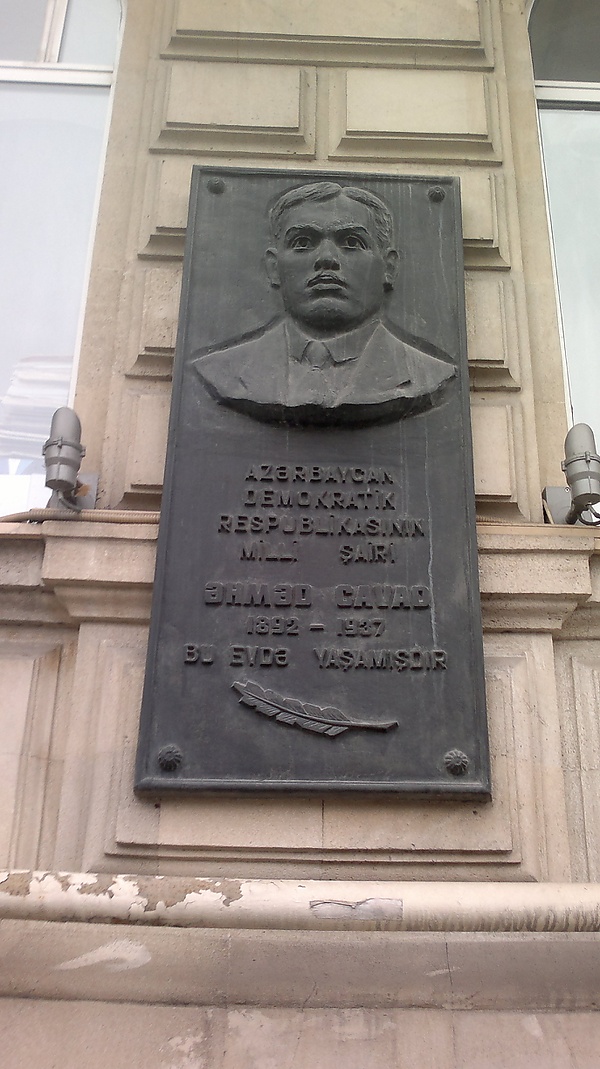 AZƏRBAYCAN
DEMOKRATİK
RESPUBLİKASININ
MİLLİ ŞAİRİ
ƏHMƏD CAVAD
1892 – 1937
BU EVDƏ YAŞAMIŞDIR